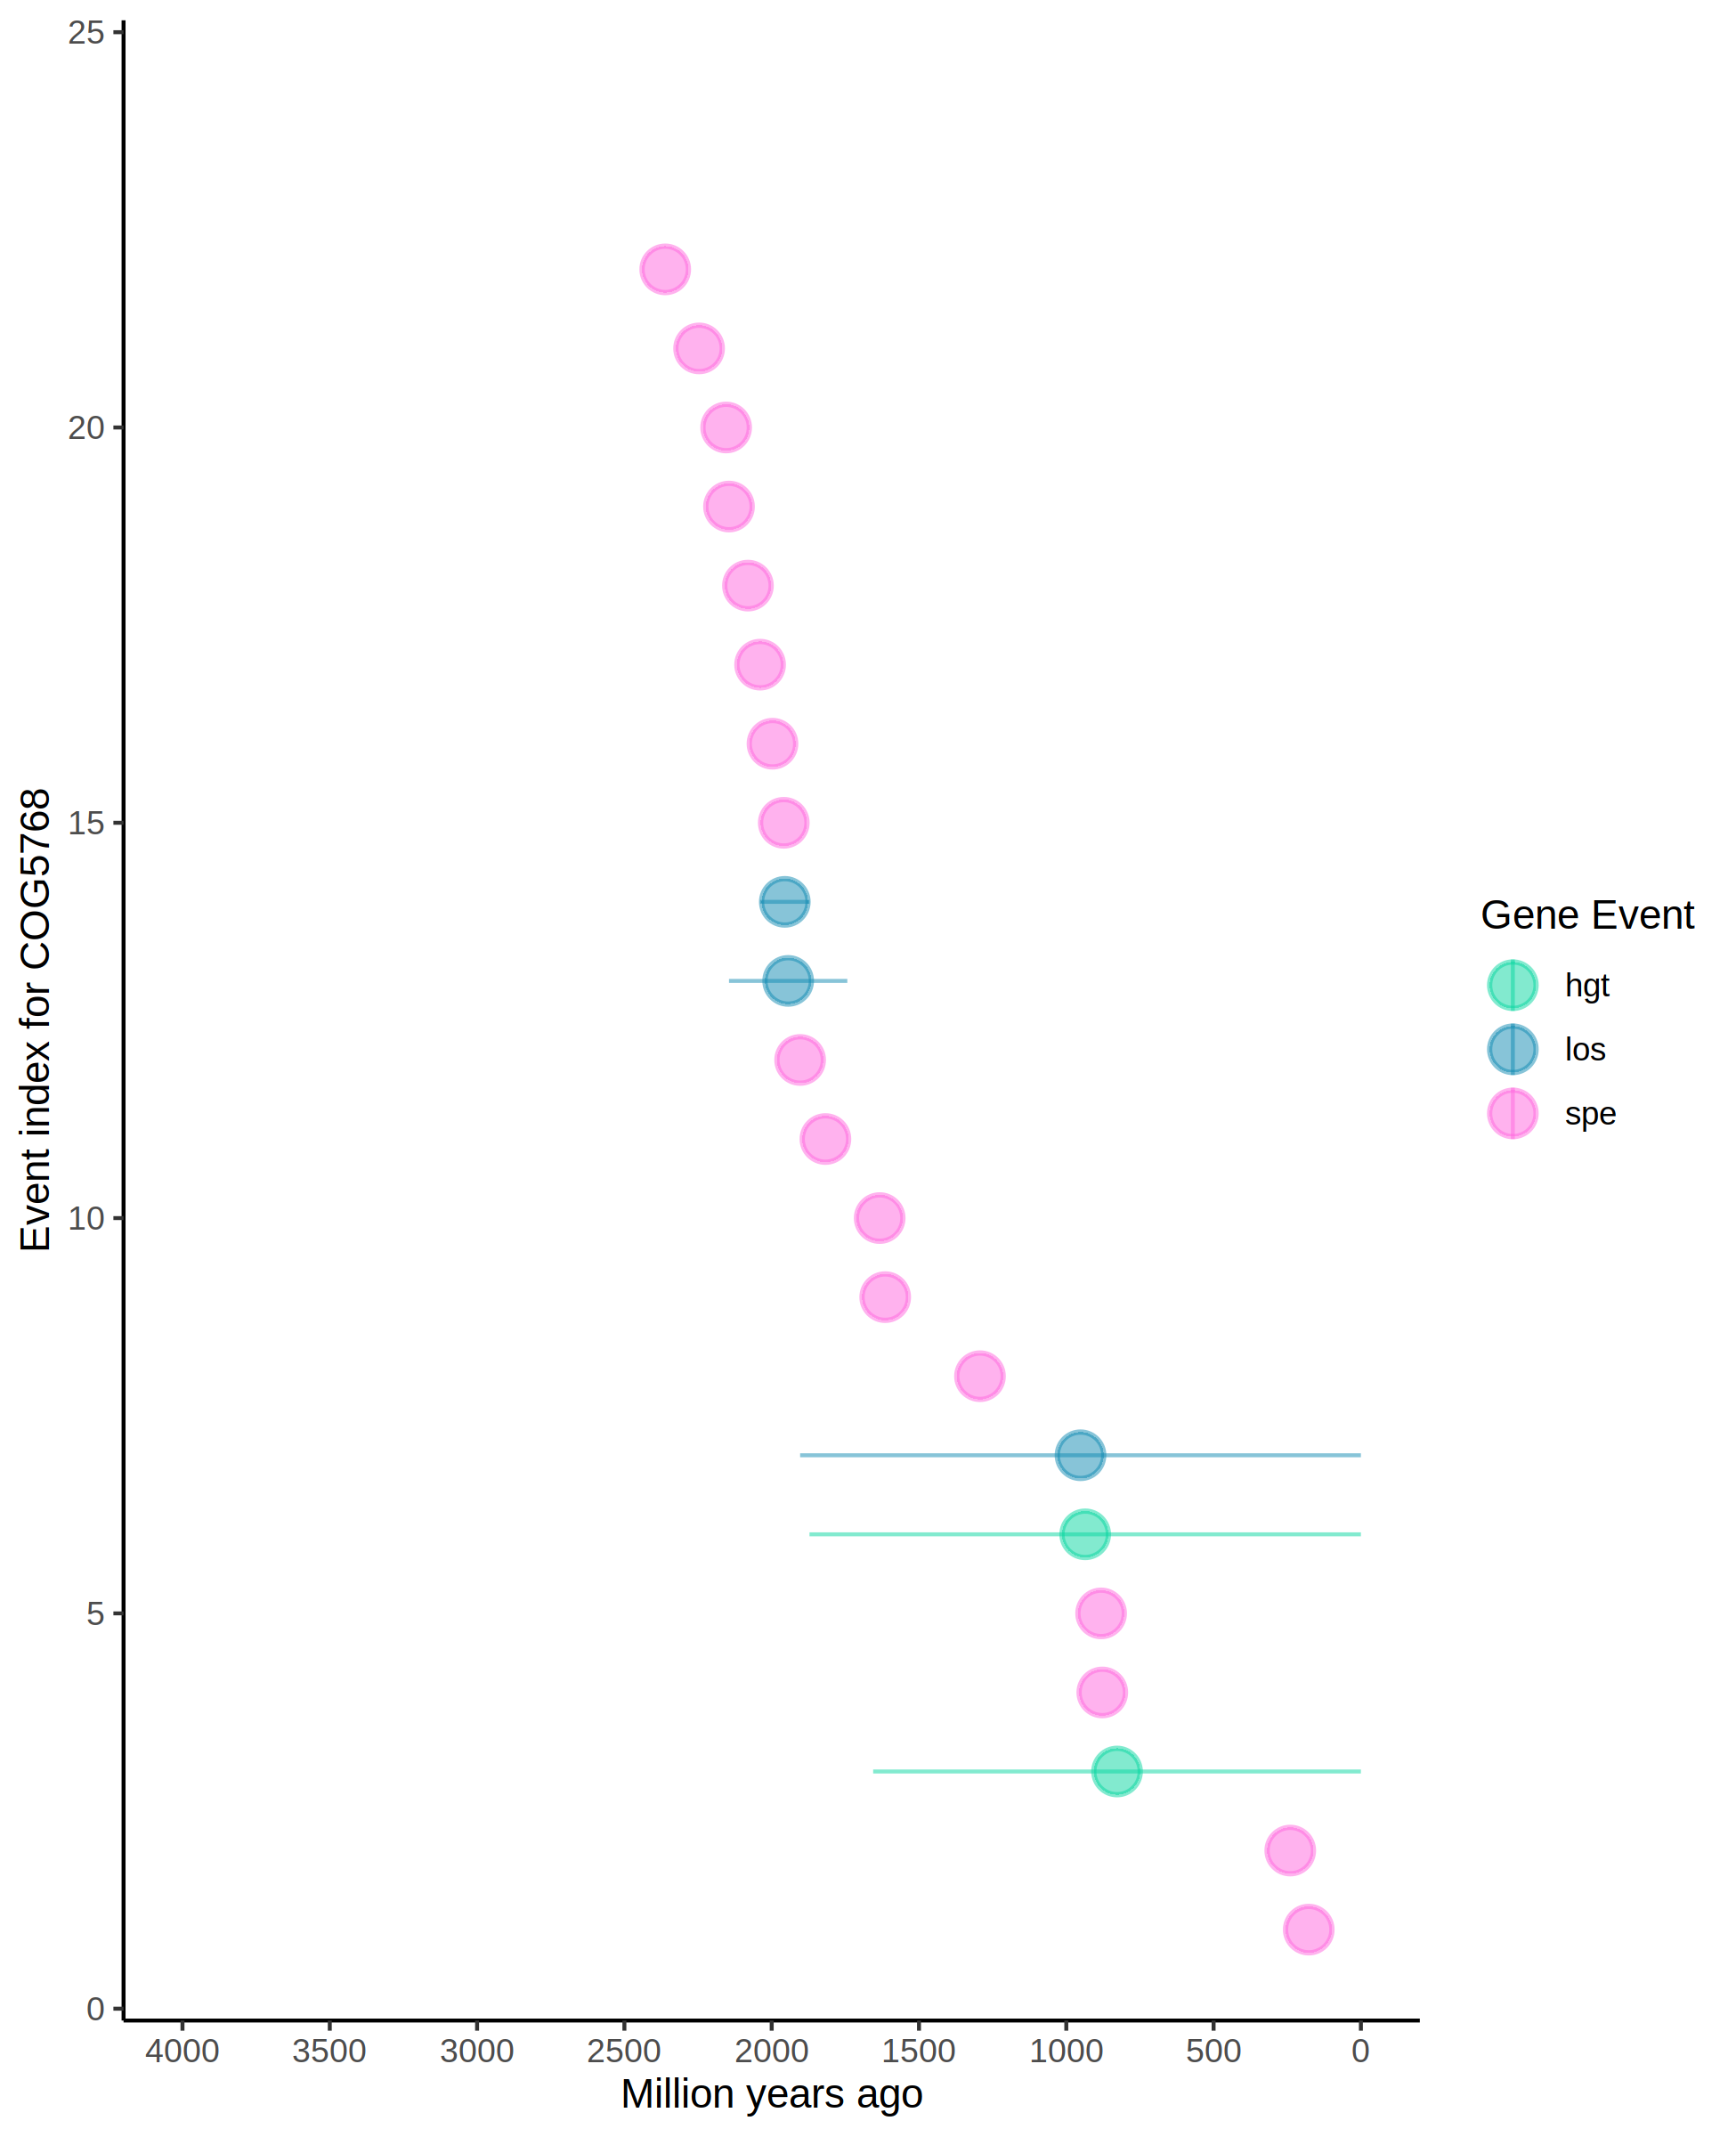 25
20
15
10
5
0
Event index for COG5768
4000 3500 3000 2500 2000 1500 1000 500 0
Million years ago
Gene Event
hgt
los
spe